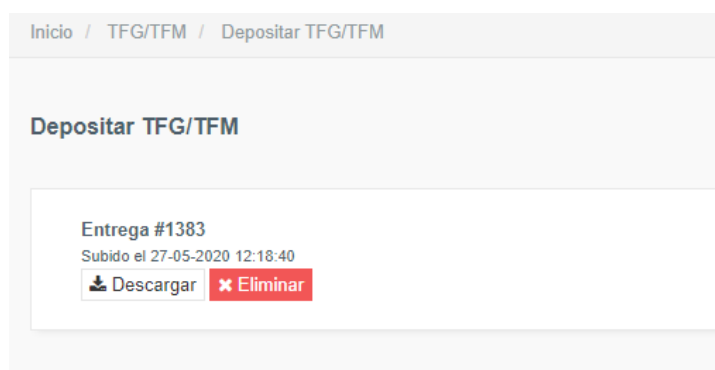 Inicio / TFG/TFM / Depositar TFG/TFM
Depositar TFG/TFM
Entrega #1383
Subido el 27-05-2020 12:18:40
Descargar Eliminar